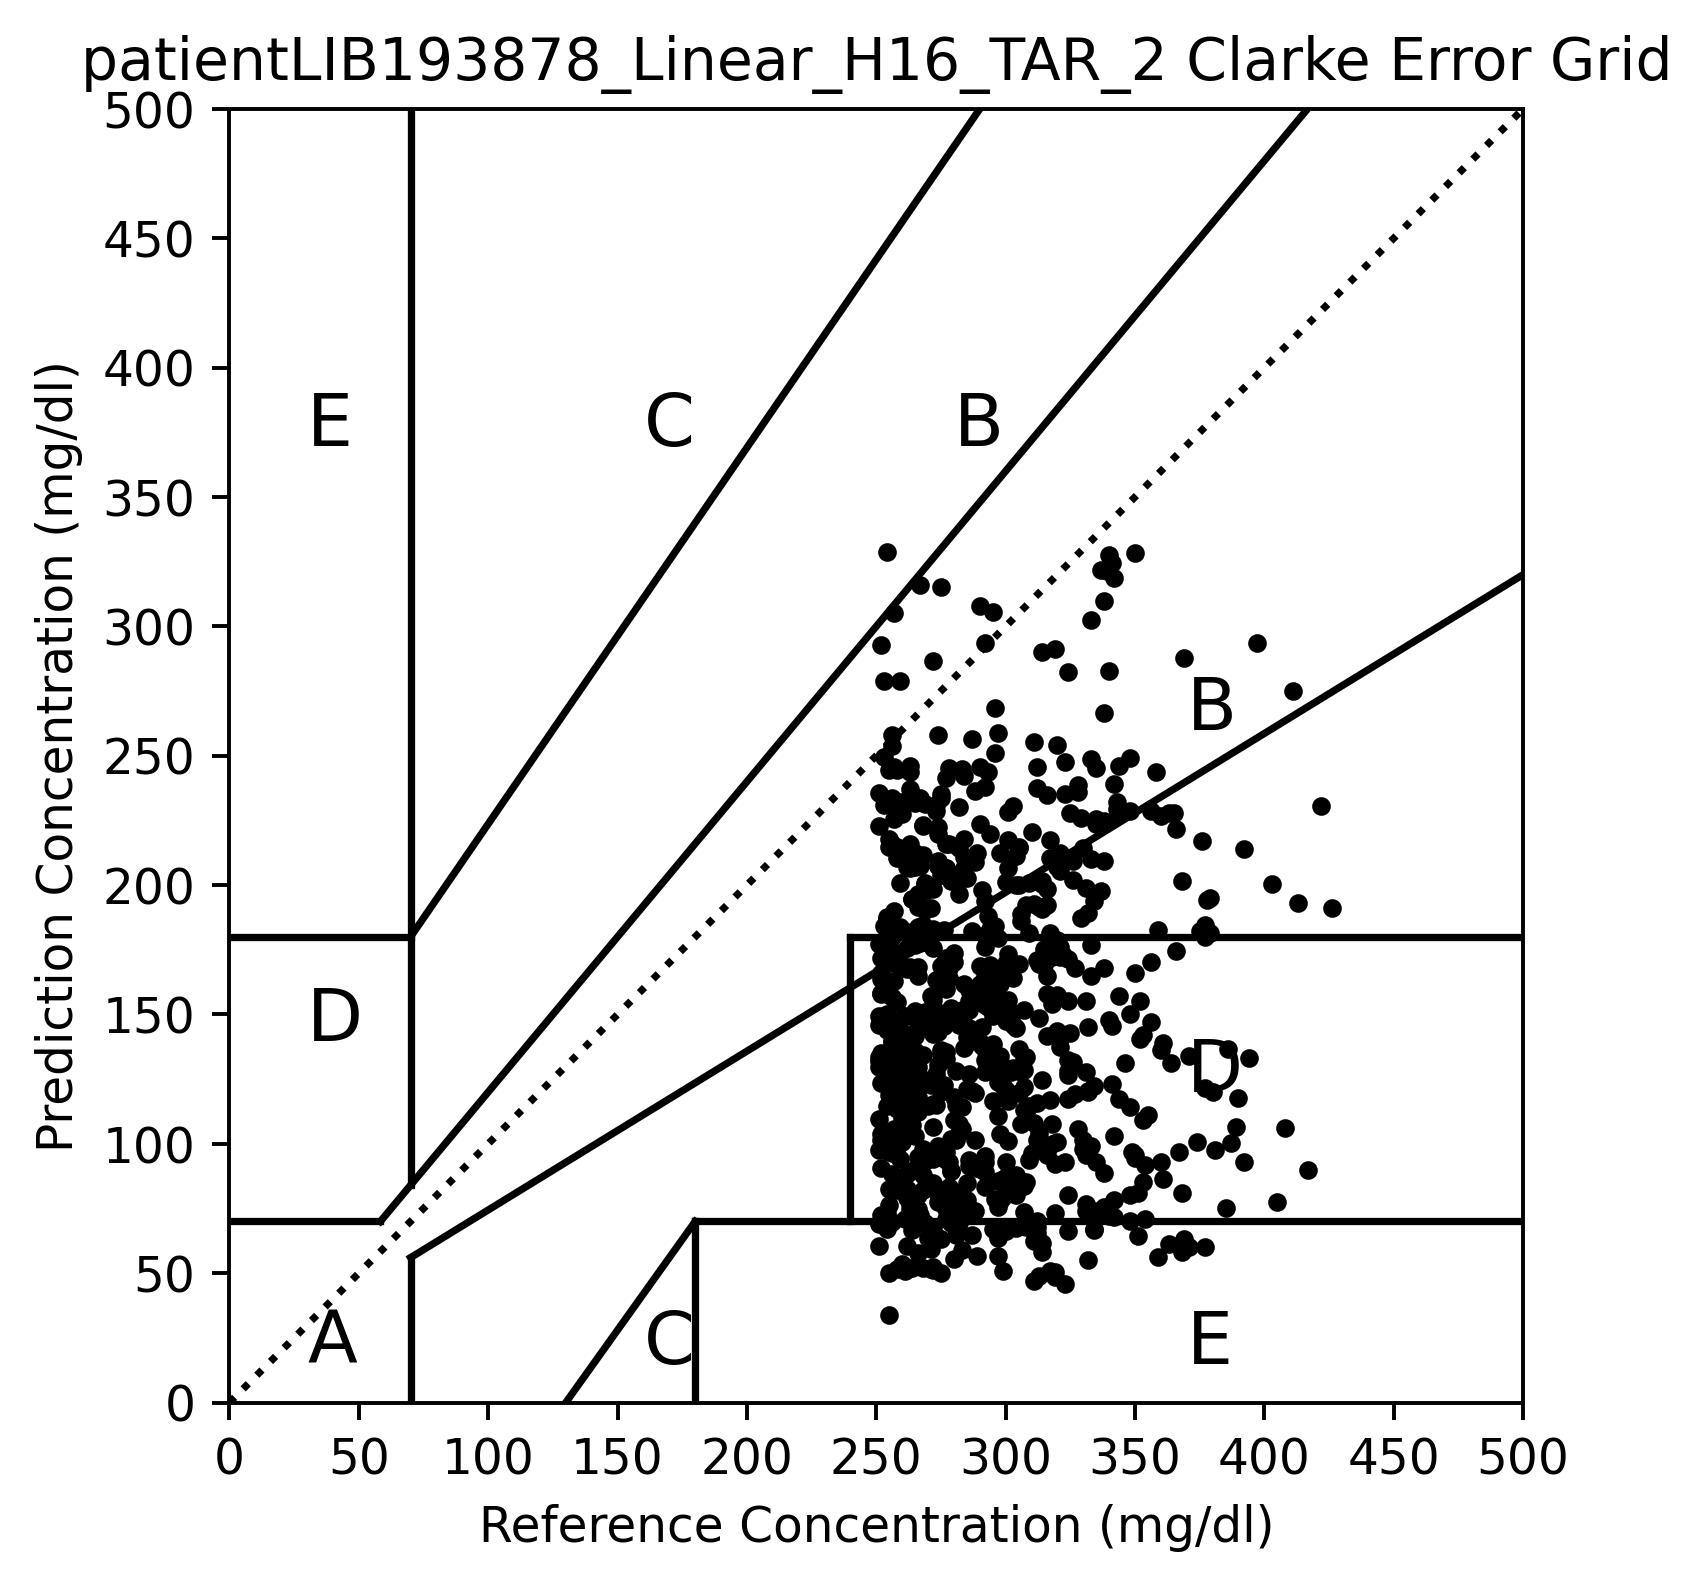 patientLIB193878_Linear_H16_TAR_2 Clarke Error Grid
500
450
400
350
300
250
200
150
100
50
0
Prediction Concentration (mg/dl)
E
C
B
B
D
D
A
C
E
0 50 100 150 200 250 300 350 400 450 500
Reference Concentration (mg/dl)